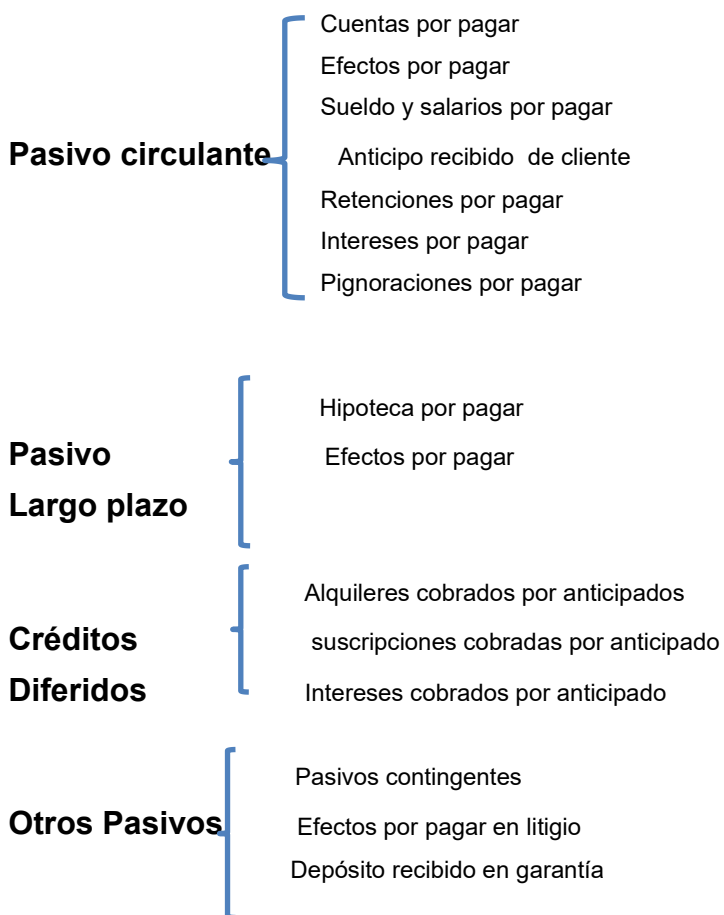 Cuentas por pagar
Efectos por pagar
Sueldo y salarios por pagar
Pasivo circulante
Anticipo recibido de cliente
Retenciones por pagar
Intereses por pagar
Pignoraciones por pagar
Hipoteca por pagar
Pasivo
Efectos por pagar
Largo plazo
Alquileres cobrados por anticipados
Créditos
suscripciones cobradas por anticipado
Diferidos
Intereses cobrados por anticipado
Pasivos contingentes
Otros Pasivos
Efectos por pagar en litigio
Depósito recibido en garantía